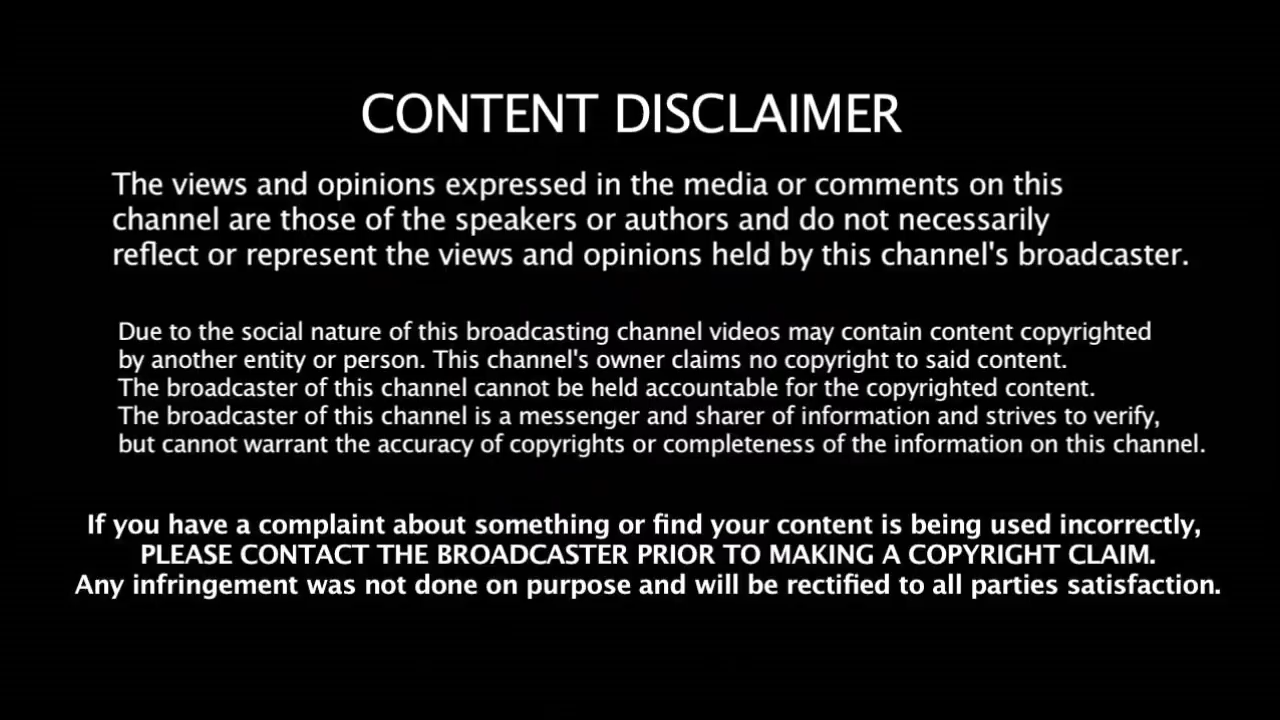 CONTENT DISCLAIMER
The views and opinions expressed in the media or comments on this
channel are those of the speakers or authors and do not necessarily
reflect or represent the views and opinions held by this channel's broadcaster.
Due to the social nature of this broadcasting channel videos may contain content copyrighted
by another entity or person. This channel's owner claims no copyright to said content.
The broadcaster of this channel cannot be held accountable for the copyrighted content.
The broadcaster of this channel is a messenger and sharer of information and strives to verify,
but cannot warrant the accuracy of copyrights or completeness of the information on this channel.
If you have a complaint about something or find your content is being used incorrectly,
PLEASE CONTACT THE BROADCASTER PRIOR TO MAKING A COPYRIGHT CLAIM.
Any infringement was not done on purpose and will be rectified to all parties satisfaction.